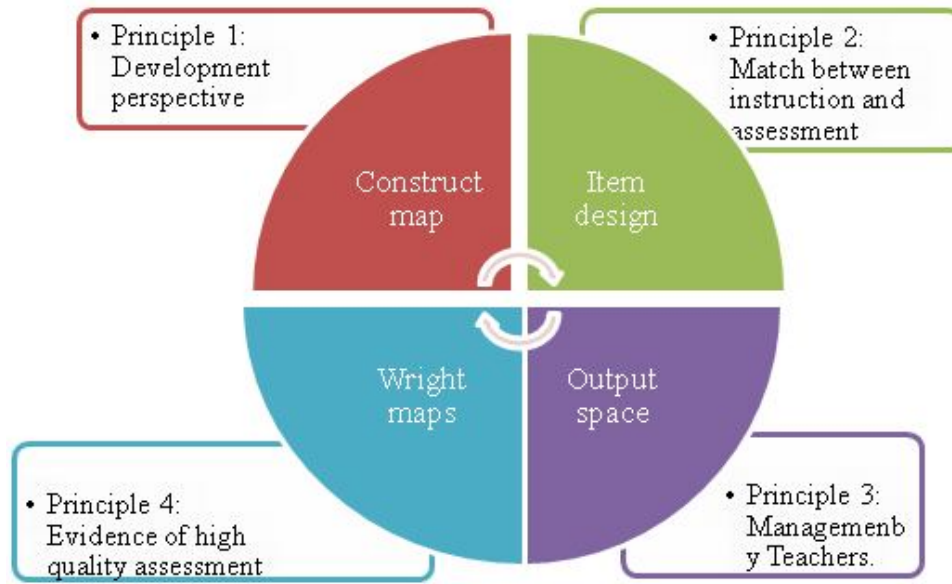 • Principle 1:
Development
perspective
• Principle 2:
Match between
instruction and
assessment
Construct
map
Item
design
Wright
maps
Output
space
• Principle 4:
Evidence of high
quality assessment
• Principle 3:
Managemenb
y Teachers.